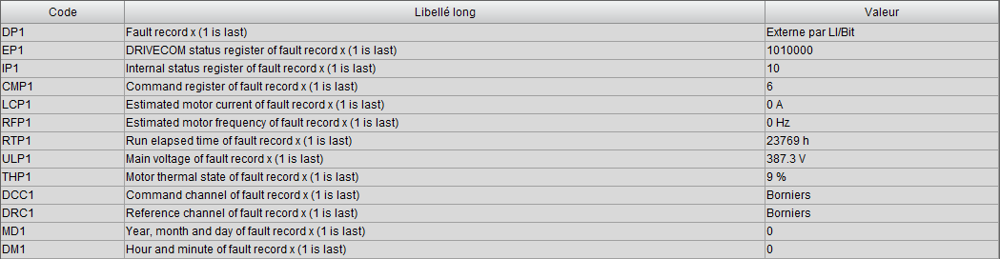 Code Libellé long Valeur
DP1 Fault record x (1 is last) Externe par LI/Bit
EP1 DRIVECOM status register of fault record x (1 is last) 1010000
IP1 Internal status register of fault record x (1 is last) 10
CMP1 Command register of fault record x (1 is last) 6
LCP1 Estimated motor current of fault record x (1 is last) 0 A
RFP1 Estimated motor frequency of fault record x (1 is last) 0 Hz
RTP1 Run elapsed time of fault record x (1 is last) 23769 h
ULP1 Main voltage of fault record x (1 is last) 387.3 V
THP1 Motor thermal state of fault record x (1 is last) 9 %
DCC1 Command channel of fault record x (1 is last) Borniers
DRC1 Reference channel of fault record x (1 is last) Borniers
MD1 Year, month and day of fault record x (1 is last) 0
DM1 Hour and minute of fault record x (1 is last) 0